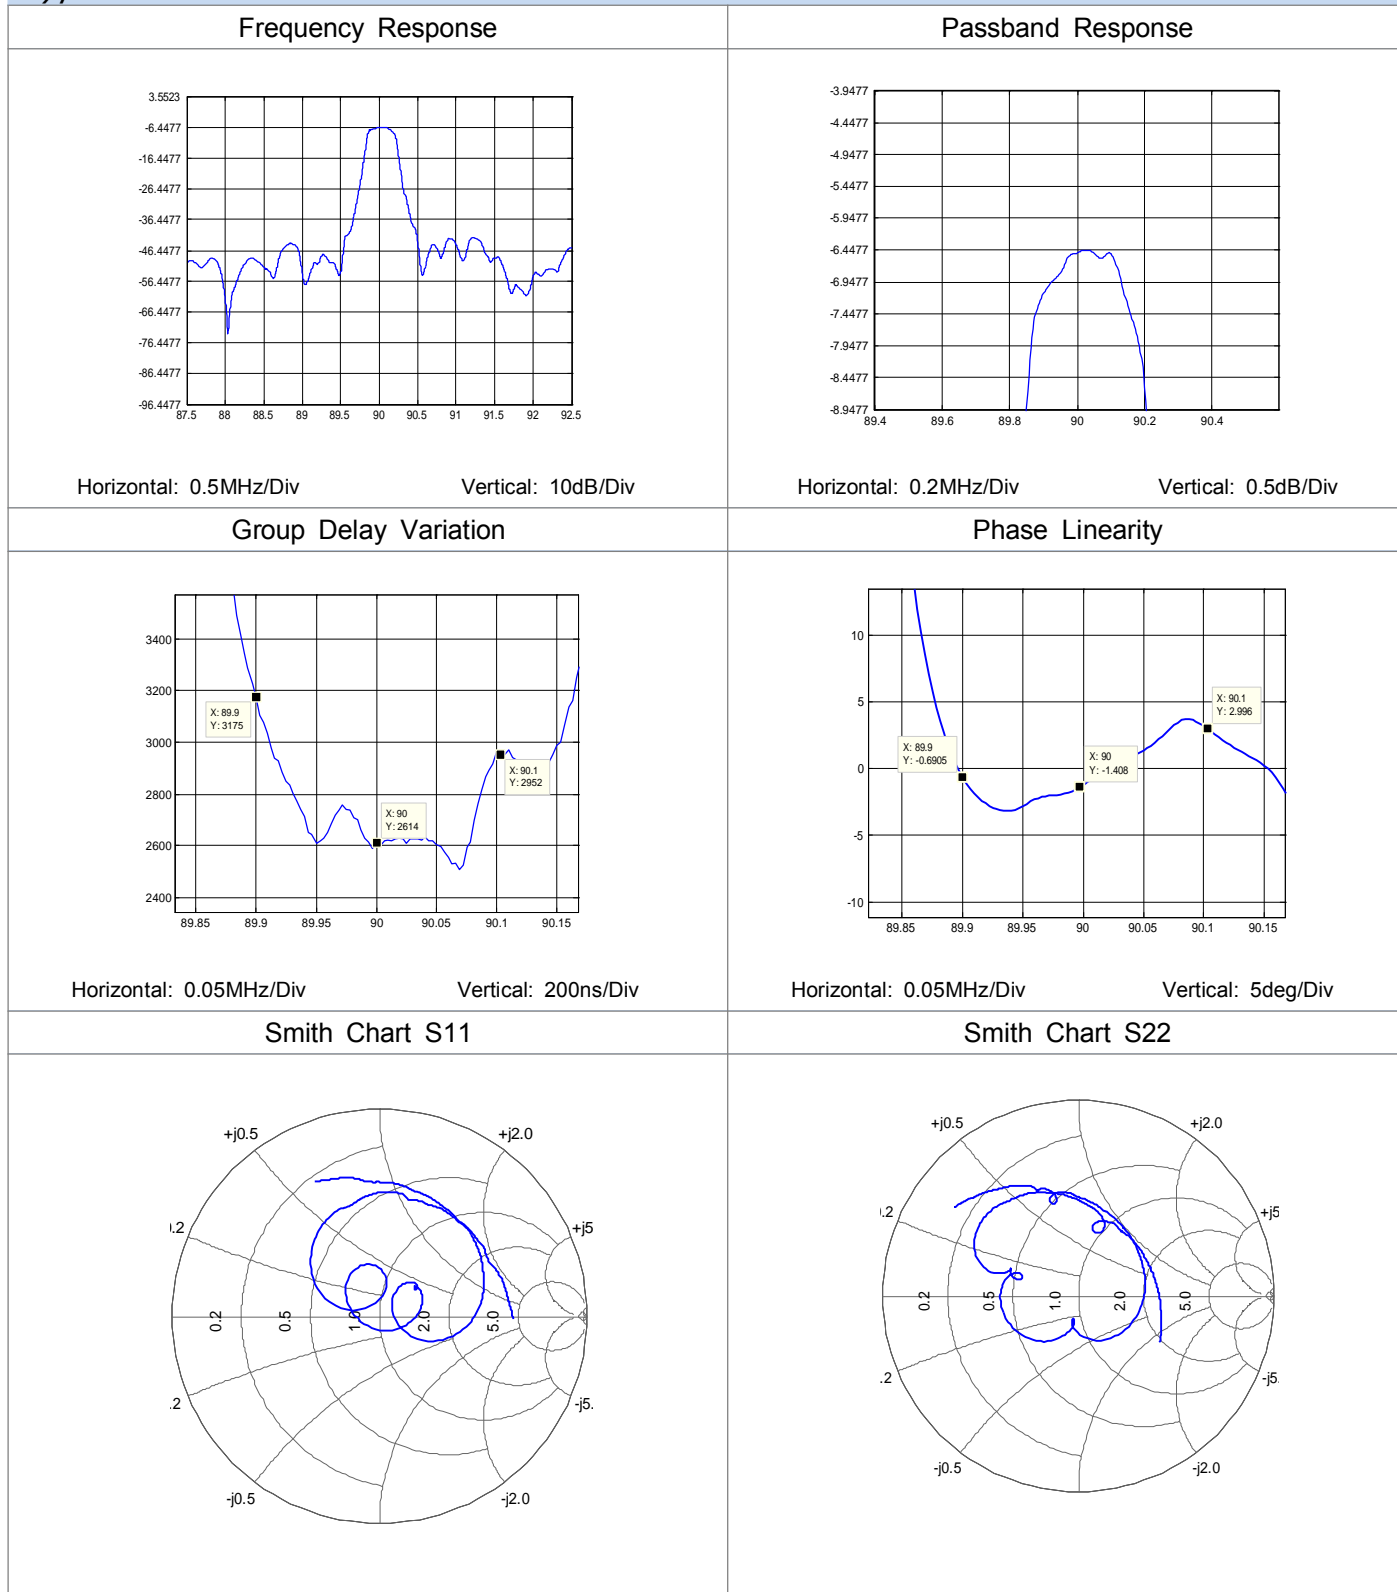 Frequency Response
Passband Response
3.5523
-6.4477
-16.4477
-26.4477
-36.4477
-46.4477
-56.4477
-66.4477
-76.4477
-86.4477
-96.4477
87.5 88 88.5 89 89.5 90 90.5 91 91.5 92 92.5
-3.9477
-4.4477
-4.9477
-5.4477
-5.9477
-6.4477
-6.9477
-7.4477
-7.9477
-8.4477
-8.9477
89.4 89.6 89.8 90 90.2 90.4
Horizontal: 0.5MHz/Div Vertical: 10dB/Div
Horizontal: 0.2MHz/Div Vertical: 0.5dB/Div
Group Delay Variation
Phase Linearity
3400
3200
3000
2800
2600
2400
X: 89.9
Y: 3175
X: 90
Y: 2614
X: 90.1
Y: 2952
89.85 89.9 89.95 90 90.05 90.1 90.15
10
5
0
-5
-10
X: 89.9
Y: -0.6905
X: 90
Y: -1.408
X: 90.1
Y: 2.996
89.85 89.9 89.95 90 90.05 90.1 90.15
Horizontal: 0.05MHz/Div Vertical: 200ns/Div
Horizontal: 0.05MHz/Div Vertical: 5deg/Div
Smith Chart S11
Smith Chart S22
+j0.5
+j2.0
.2
+j5
0.2
0.5
1.0
2.0
5.0
.2
-j5.
-j0.5
-j2.0
+j0.5
+j2.0
.2
+j5
0.2
0.5
1.0
2.0
5.0
.2
-j5.
-j0.5
-j2.0